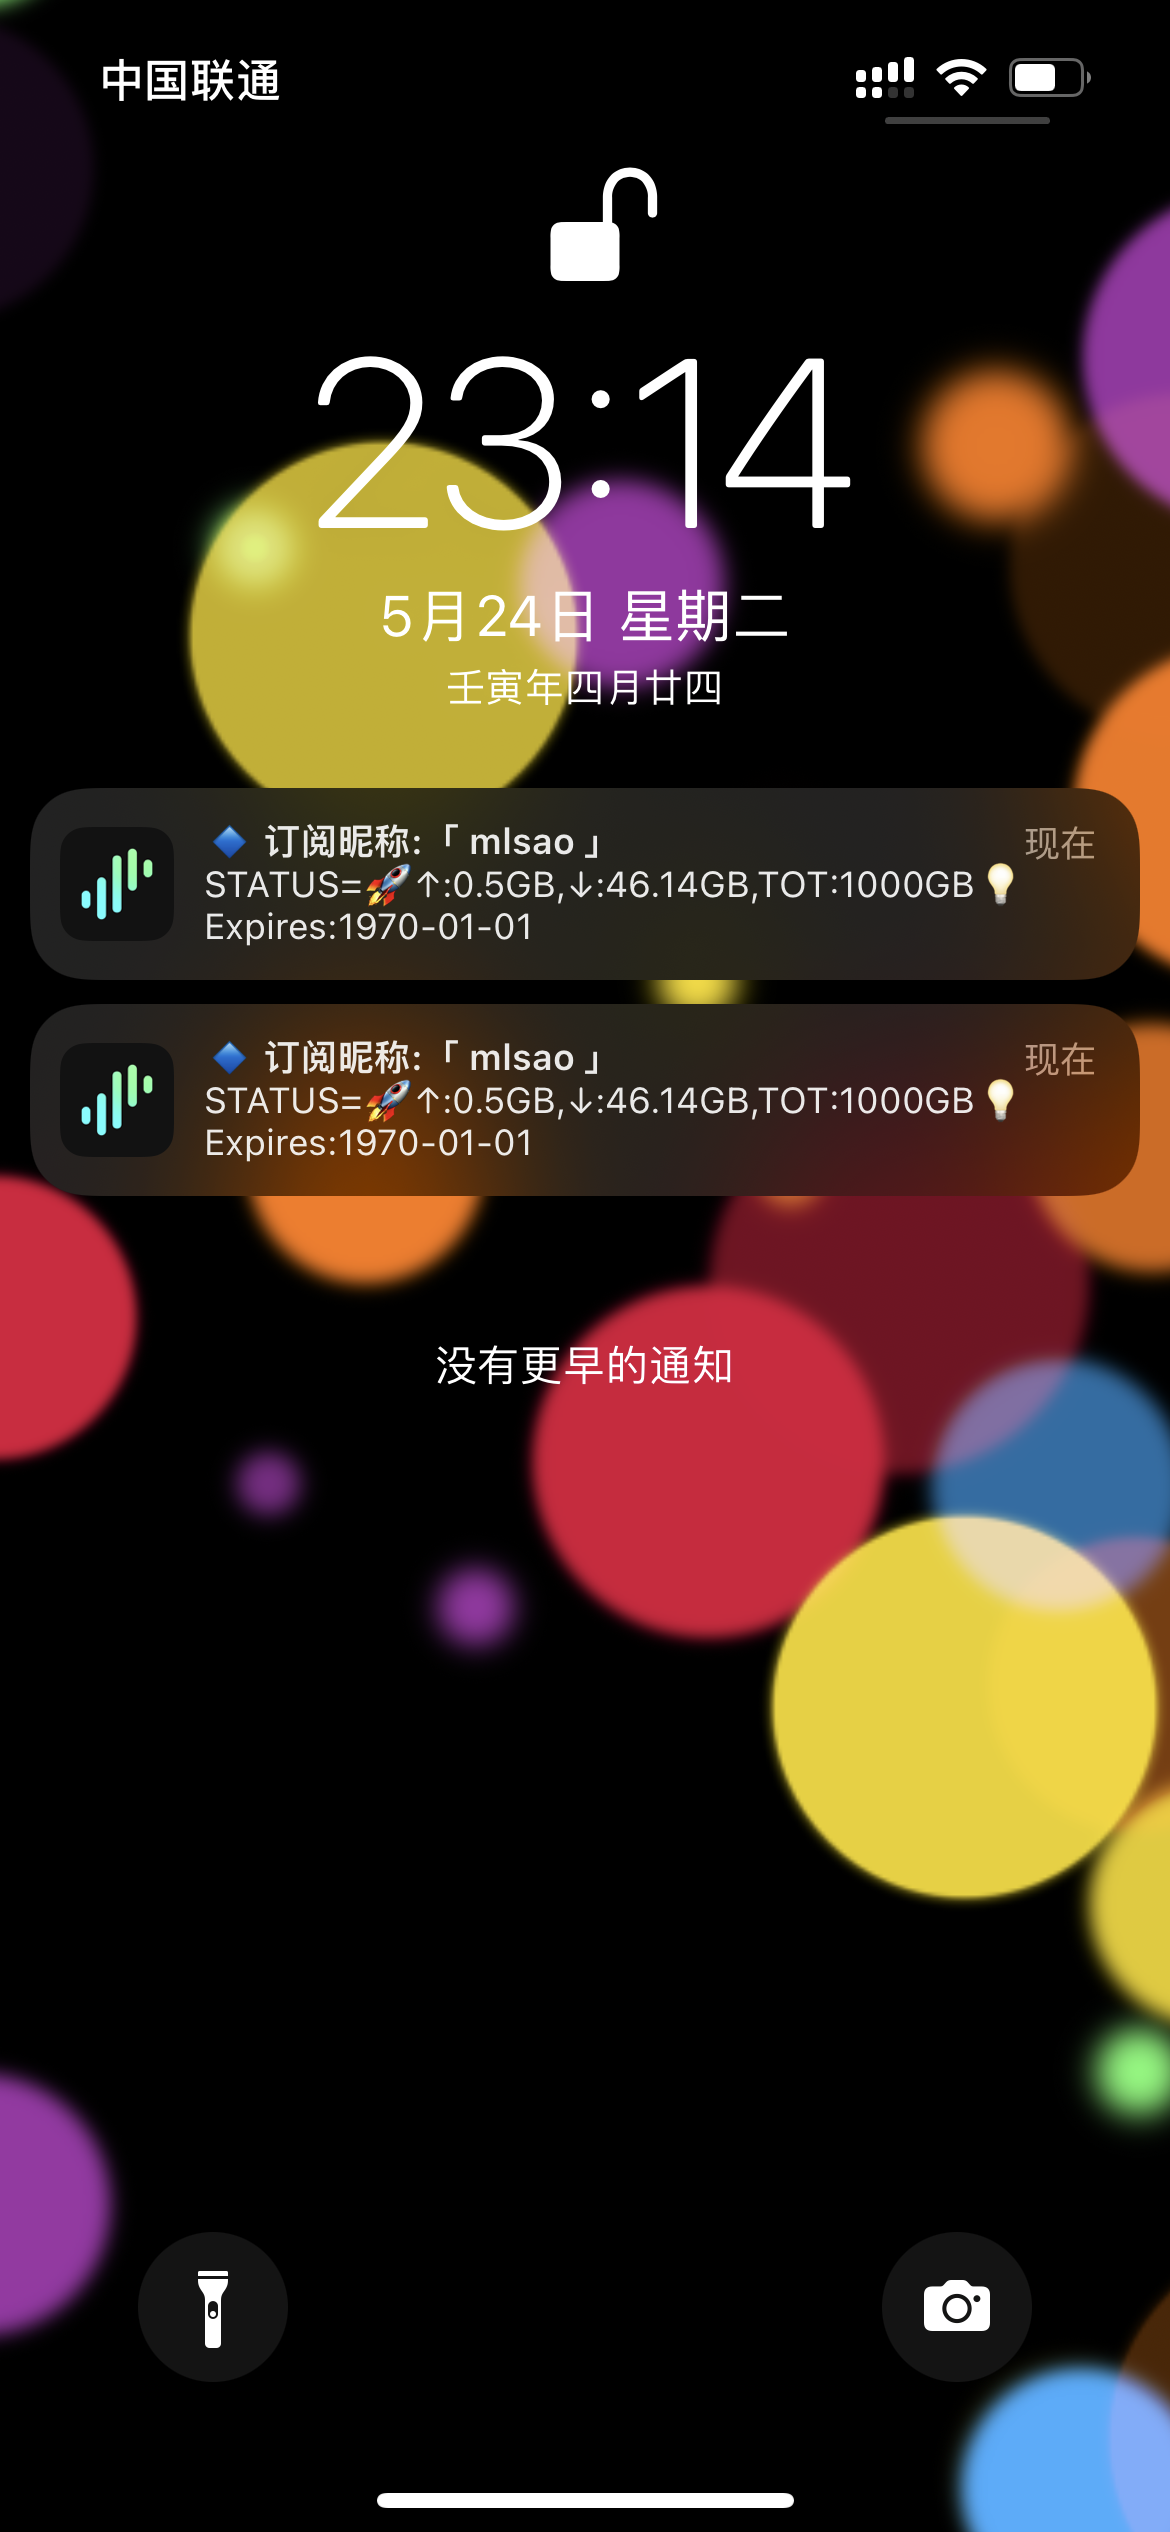 中国联通
23:14
5月24日 星期二
壬寅年四月廿四
🔷 订阅昵称:「 mlsao 」 现在
STATUS=🚀↑:0.5GB,↓:46.14GB,TOT:1000GB💡
Expires:1970-01-01
🔷 订阅昵称:「 mlsao 」 现在
STATUS=🚀↑:0.5GB,↓:46.14GB,TOT:1000GB💡
Expires:1970-01-01
没有更早的通知